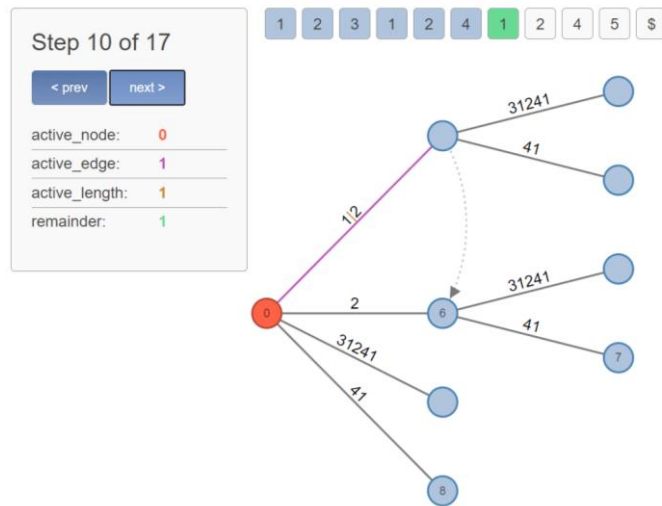 1 2 3 1 2 4 1 2 4 5 $
Step 10 of 17
< prev next >
active_node: 0
active_edge: 1
active_length: 1
remainder: 1
31241
41
1|2
0
2
6
31241
41
7
31241
41
8